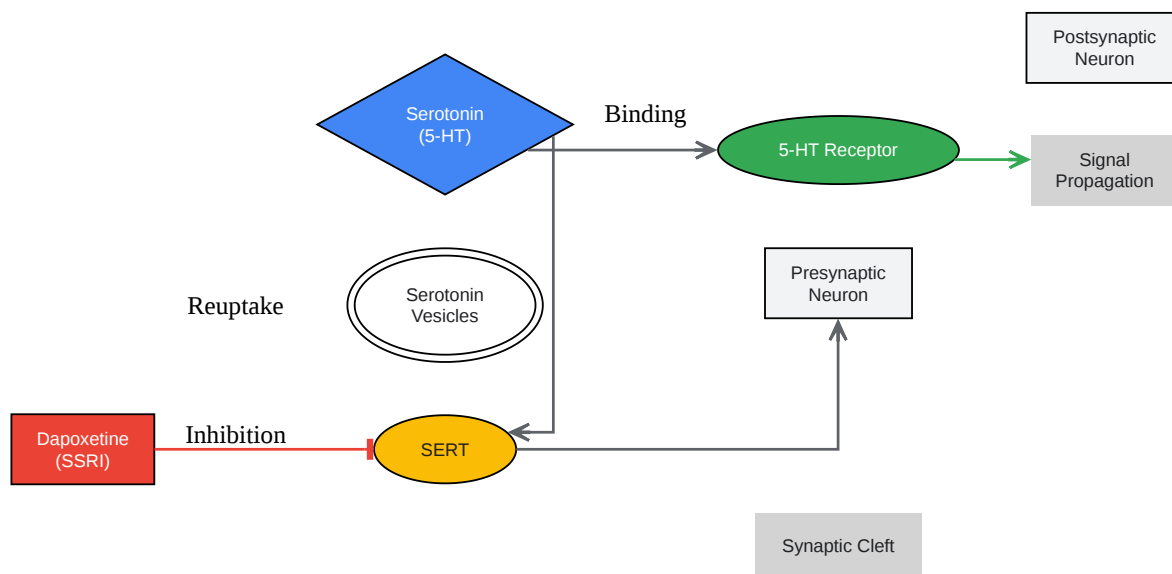 Postsynaptic
Neuron
Serotonin
(5-HT)
Binding
5-HT Receptor
Signal
Propagation
Reuptake
Serotonin
Vesicles
Presynaptic
Neuron
Dapoxetine
(SSRI)
Inhibition
SERT
Synaptic Cleft